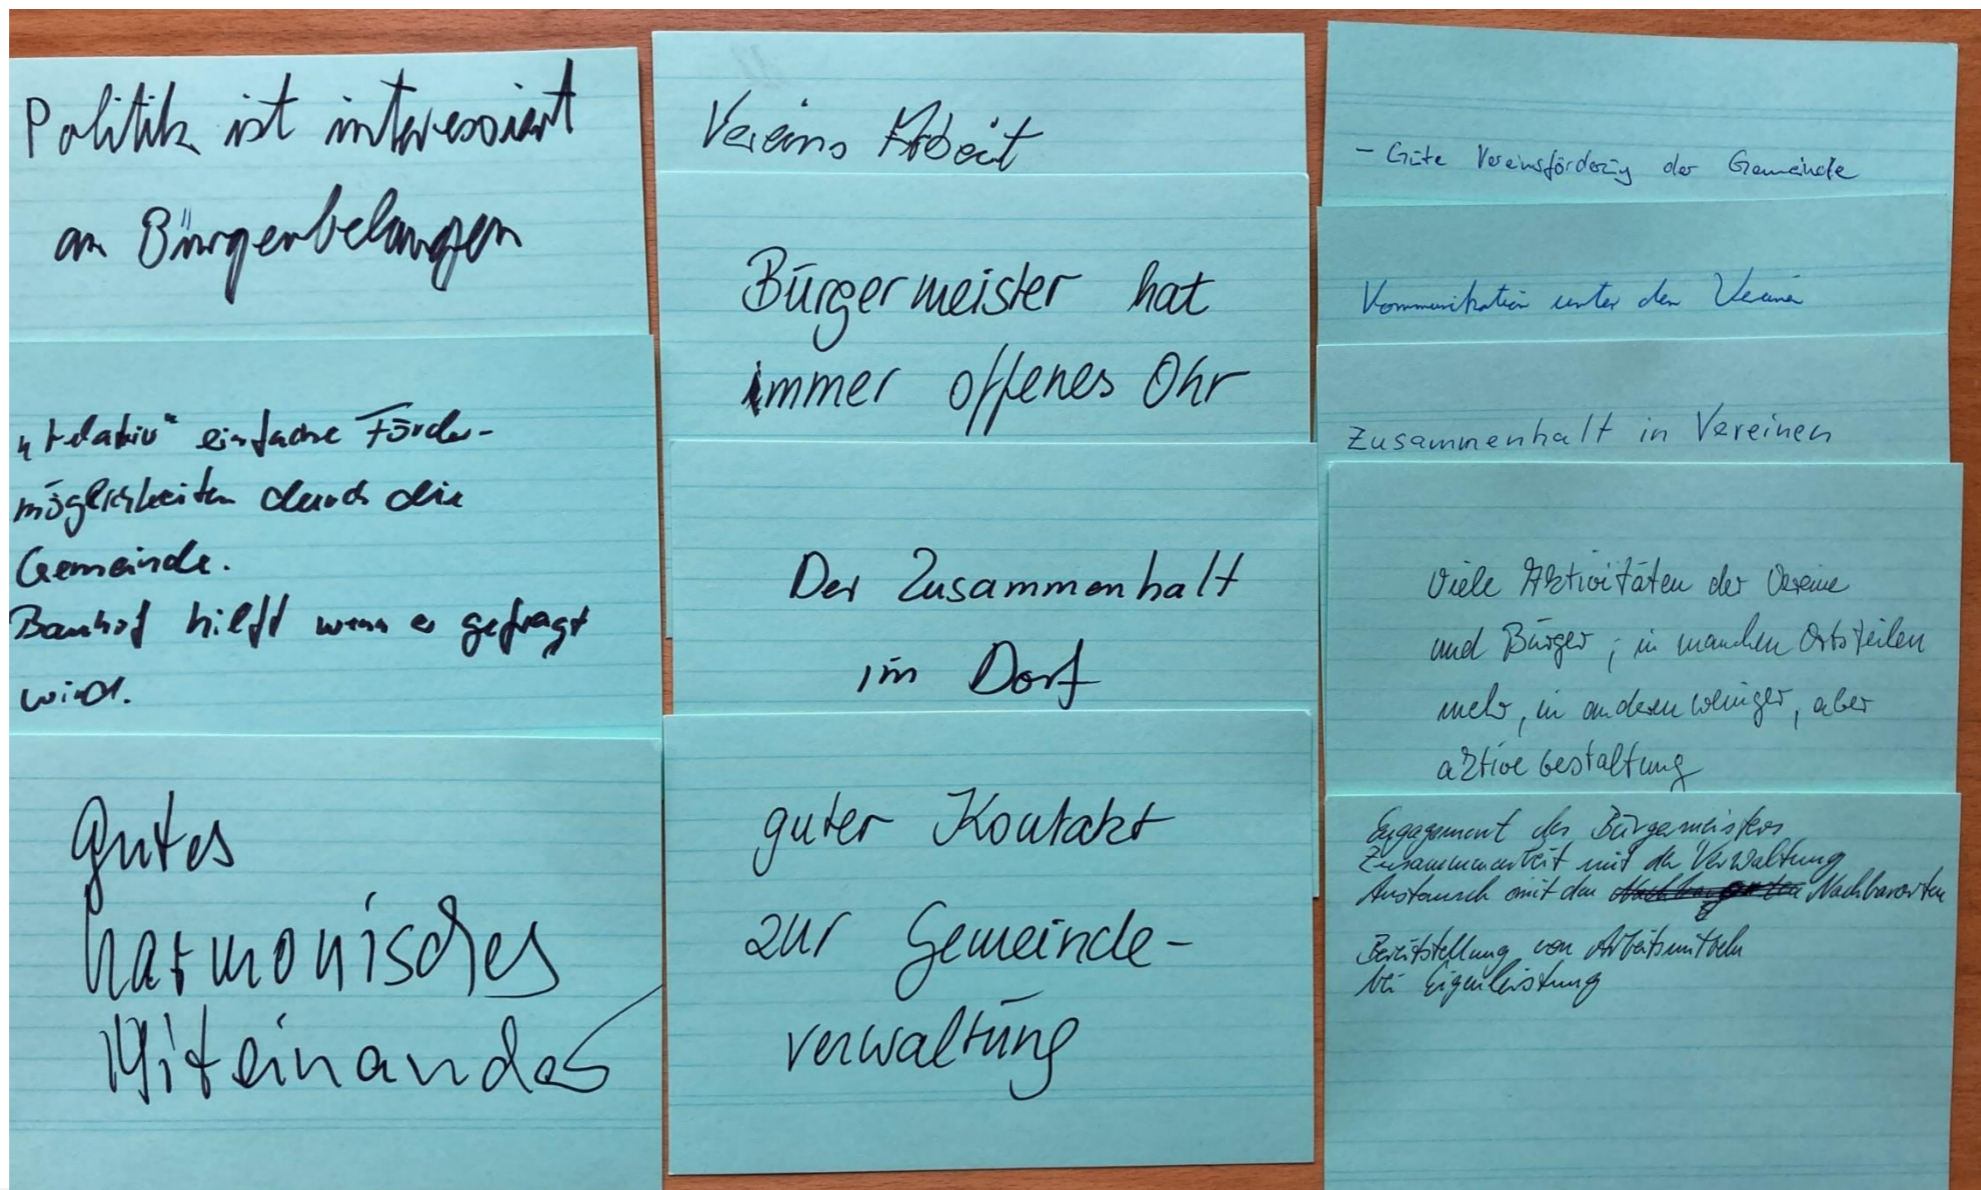 Politik ist interessiert
an Bürgerbelangen
"relativ" einfache Förder-
möglichkeiten durch die
Gemeinde.
Bauhof hilft wenn er gefragt
wird.
gutes
harmonisches
Miteinander
Vereins Arbeit
Bürgermeister hat
immer offenes Ohr
Der Zusammenhalt
im Dorf
guter Kontakt
zur Gemeinde-
verwaltung
- Gute Vereinsförderung der Gemeinde
Kommunikation unter den Vereinen
Zusammenhalt in Vereinen
Viele Aktivitäten der Vereine
und Bürger; in manchen Ortsteilen
mehr, in anderen weniger, aber
aktive Gestaltung
Engagement des Bürgermeisters
Zusammenarbeit mit der Verwaltung
Austausch mit den Nachbarorten
Bereitstellung von Arbeitsmitteln
bei Eigenleistung